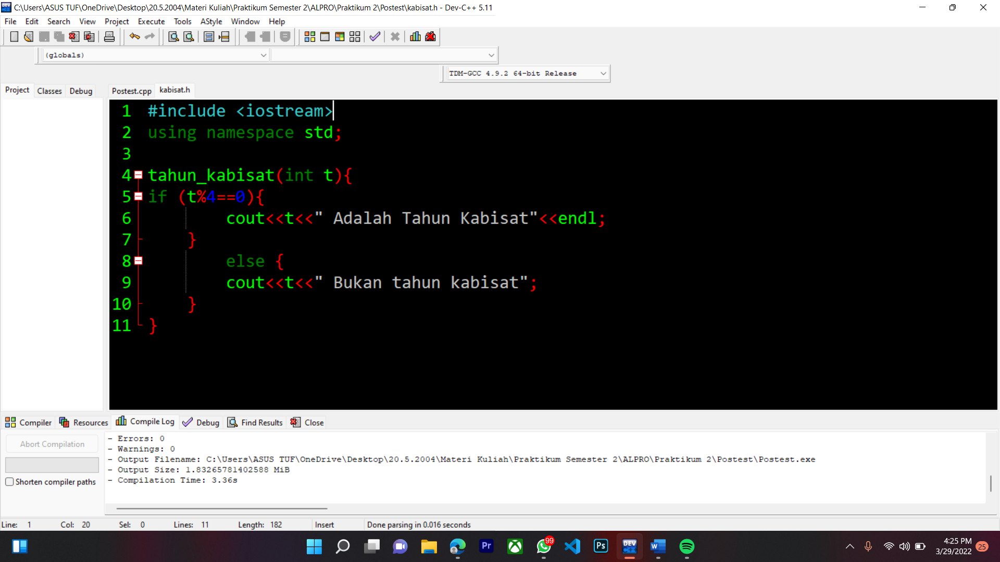 C:\Users\ASUS TUF\OneDrive\Desktop\20.5.2004\Materi Kuliah\Praktikum Semester 2\ALPRO\Praktikum 2\Postest\kabisat.h - Dev-C++ 5.11
File Edit Search View Project Execute Tools AStyle Window Help
(globals)
TDM-GCC 4.9.2 64-bit Release
Project Classes Debug Postest.cpp kabisat.h
1 #include <iostream>
2 using namespace std;
3
4 tahun_kabisat(int t){
5 if (t%4==0){
6 cout<<t<<" Adalah Tahun Kabisat"<<endl;
7 }
8 else {
9 cout<<t<<" Bukan tahun kabisat";
10 }
11 }
Compiler Resources Compile Log Debug Find Results Close
Abort Compilation
Shorten compiler paths
- Errors: 0
- Warnings: 0
- Output Filename: C:\Users\ASUS TUF\OneDrive\Desktop\20.5.2004\Materi Kuliah\Praktikum Semester 2\ALPRO\Praktikum 2\Postest\Postest.exe
- Output Size: 1.83265781402588 MiB
- Compilation Time: 3.36s
Line: 1 Col: 20 Sel: 0 Lines: 11 Length: 182 Insert Done parsing in 0.016 seconds
Pr 99 Ps DEV C++ W
4:25 PM
3/29/2022 25